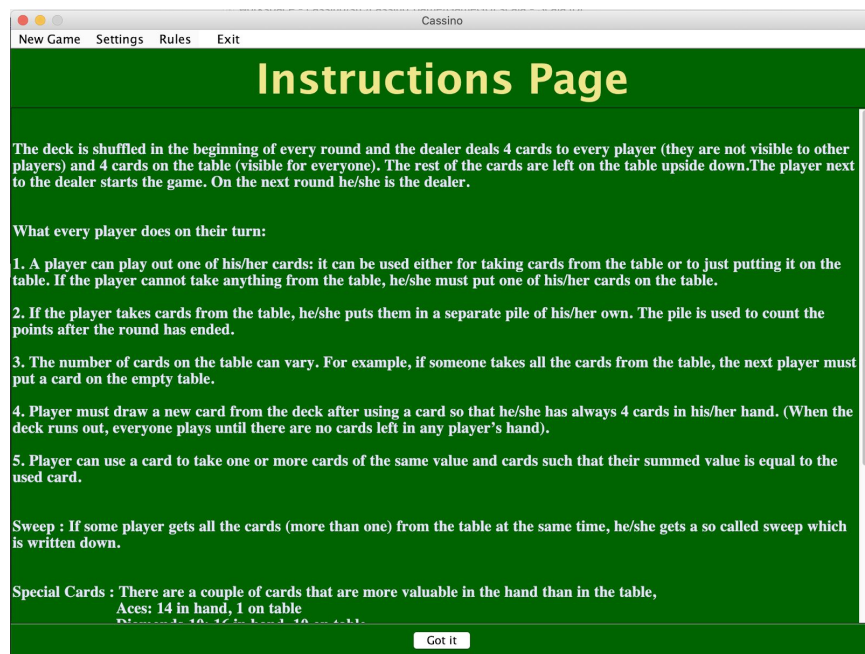 Cassino
New Game Settings Rules Exit
Instructions Page
The deck is shuffled in the beginning of every round and the dealer deals 4 cards to every player (they are not visible to other
players) and 4 cards on the table (visible for everyone). The rest of the cards are left on the table upside down.The player next
to the dealer starts the game. On the next round he/she is the dealer.
What every player does on their turn:
1. A player can play out one of his/her cards: it can be used either for taking cards from the table or to just putting it on the
table. If the player cannot take anything from the table, he/she must put one of his/her cards on the table.
2. If the player takes cards from the table, he/she puts them in a separate pile of his/her own. The pile is used to count the
points after the round has ended.
3. The number of cards on the table can vary. For example, if someone takes all the cards from the table, the next player must
put a card on the empty table.
4. Player must draw a new card from the deck after using a card so that he/she has always 4 cards in his/her hand. (When the
deck runs out, everyone plays until there are no cards left in any player’s hand).
5. Player can use a card to take one or more cards of the same value and cards such that their summed value is equal to the
used card.
Sweep : If some player gets all the cards (more than one) from the table at the same time, he/she gets a so called sweep which
is written down.
Special Cards : There are a couple of cards that are more valuable in the hand than in the table,
Aces: 14 in hand, 1 on table
Got it